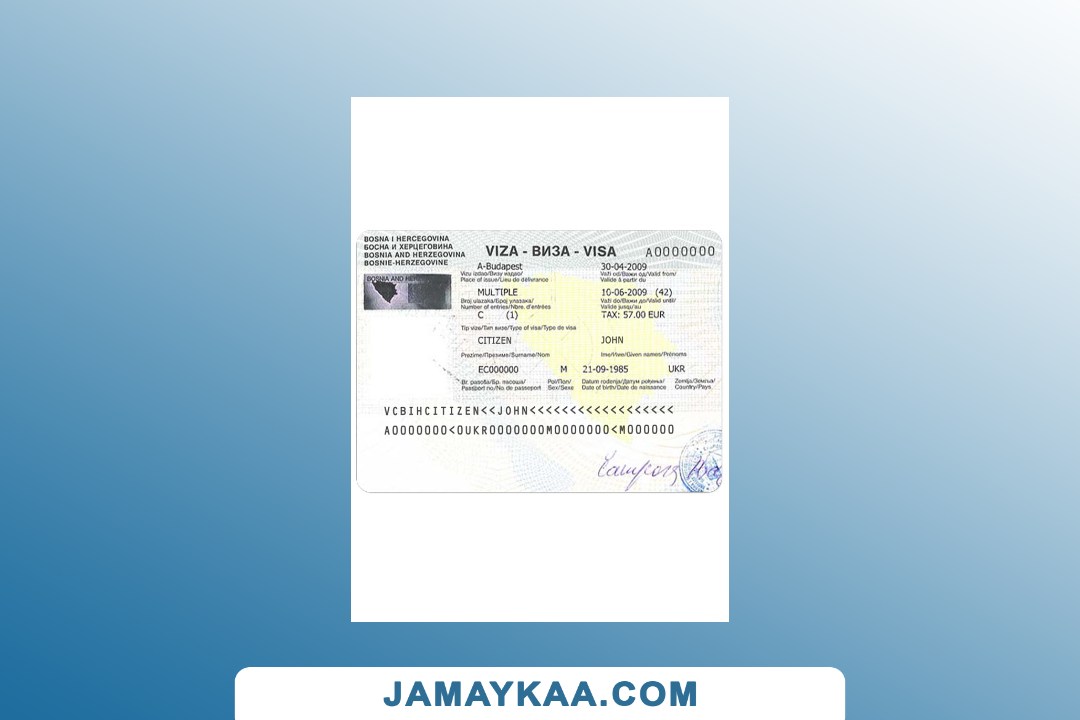 BOSNA I HERCEGOVINA
БОСНА И ХЕРЦЕГОВИНА
BOSNIA AND HERZEGOVINA
BOSNIE-HERZEGOVINE
VIZA - ВИЗА - VISA A0000000
BOSNIA AND HE
A-Budapest 30-04-2009
Vizu izdao/Визу издао/ Važi od/Важи од/Valid from/
Place of issue/Lieu de délivrance Valide à partir du
MULTIPLE 10-06-2009 (42)
Broj ulazaka/Број улазака/ Važi do/Важи до/Valid until/
Number of entries/Nbre. d'entrées Valide jusqu'au
C (1) TAX: 57.00 EUR
Tip vize/Тип визе/Type of visa/Type de visa
CITIZEN JOHN
Prezime/Презиме/Surname/Nom Ime/Име/Given names/Prénoms
EC000000 M 21-09-1985 UKR
Br. pasoša/Бр. пасоша/ Pol/Пол/ Datum rođenja/Датум рођења/ Zemlja/Земља/
Passport no/No. de passeport Sex/Sexe Date of birth/Date de naissance Country/Pays
VCBIHCITIZEN<<JOHN<<<<<<<<<<<<<<<<<<
A0000000<0UKR0000000M0000000<M000000
JAMAYKAA.COM